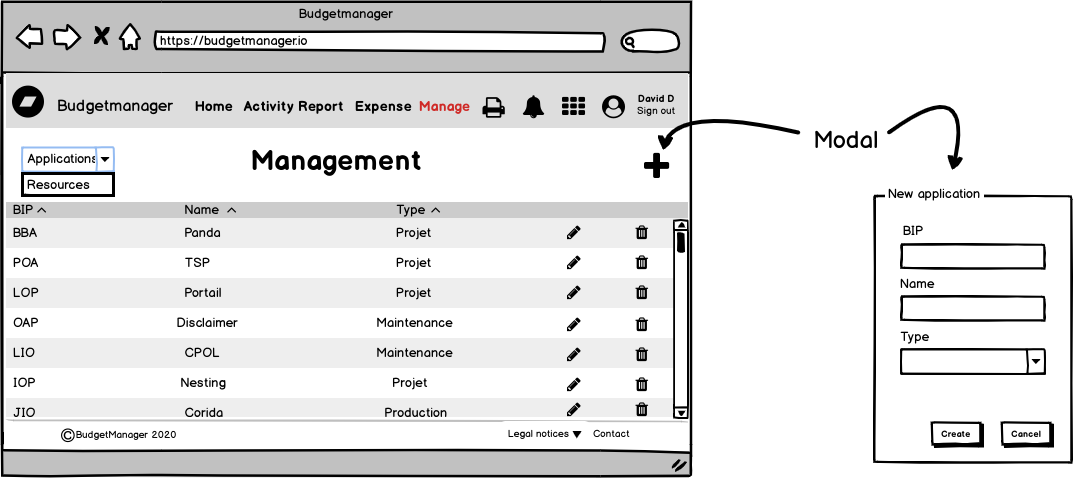 Budgetmanager
https://budgetmanager.io
Budgetmanager Home Activity Report Expense Manage David D
Sign out
Modal
Applications
Management
Resources
New application
BIP Name Type
BBA Panda Projet
POA TSP Projet
LOP Portail Projet
OAP Disclaimer Maintenance
LIO CPOL Maintenance
IOP Nesting Projet
JIO Corida Production
©BudgetManager 2020 Legal notices Contact
BIP
Name
Type
Create Cancel